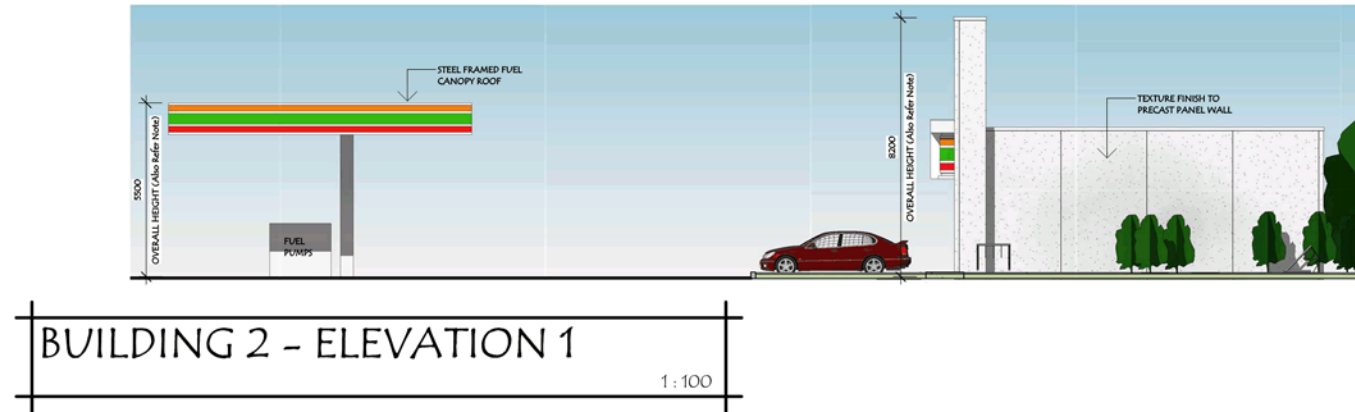 STEEL FRAMED FUEL
CANOPY ROOF
5500
OVERALL HEIGHT (Also Refer Note)
FUEL
PUMPS
8200
OVERALL HEIGHT (Also Refer Note)
TEXTURE FINISH TO
PRECAST PANEL WALL
BUILDING 2 - ELEVATION 1
1 : 100